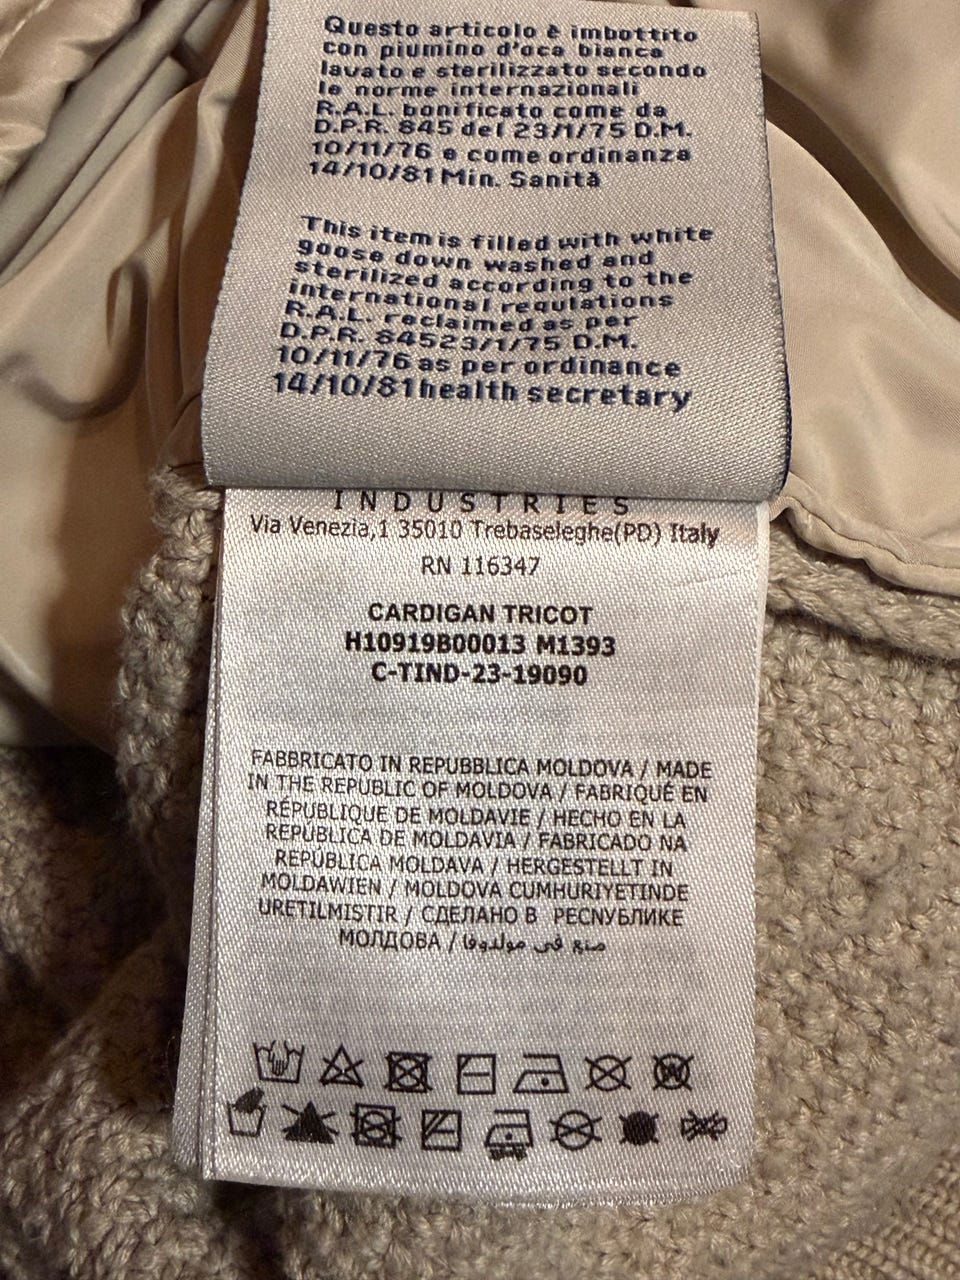 Questo articolo è imbottito
con piumino d'oca bianca
lavato e sterilizzato secondo
le norme internazionali
R.A.L. bonificato come da
D.P.R. 845 del 23/1/75 D.M.
10/11/76 e come ordinanza
14/10/81 Min. Sanità
This item is filled with white
goose down washed and
sterilized according to the
international regulations
R.A.L. reclaimed as per
D.P.R. 84523/1/75 D.M.
10/11/76 as per ordinance
14/10/81 health secretary
INDUSTRIES
Via Venezia,1 35010 Trebaseleghe(PD) Italy
RN 116347
CARDIGAN TRICOT
H10919B00013 M1393
C-TIND-23-19090
FABBRICATO IN REPUBBLICA MOLDOVA / MADE
IN THE REPUBLIC OF MOLDOVA / FABRIQUÉ EN
RÉPUBLIQUE DE MOLDAVIE / HECHO EN LA
REPÚBLICA DE MOLDAVIA / FABRICADO NA
REPÚBLICA MOLDAVA / HERGESTELLT IN
MOLDAWIEN / MOLDOVA CUMHURIYETINDE
URETILMISTIR / СДЕЛАНО В РЕСПУБЛИКЕ
МОЛДОВА / صنع في مولدوفا